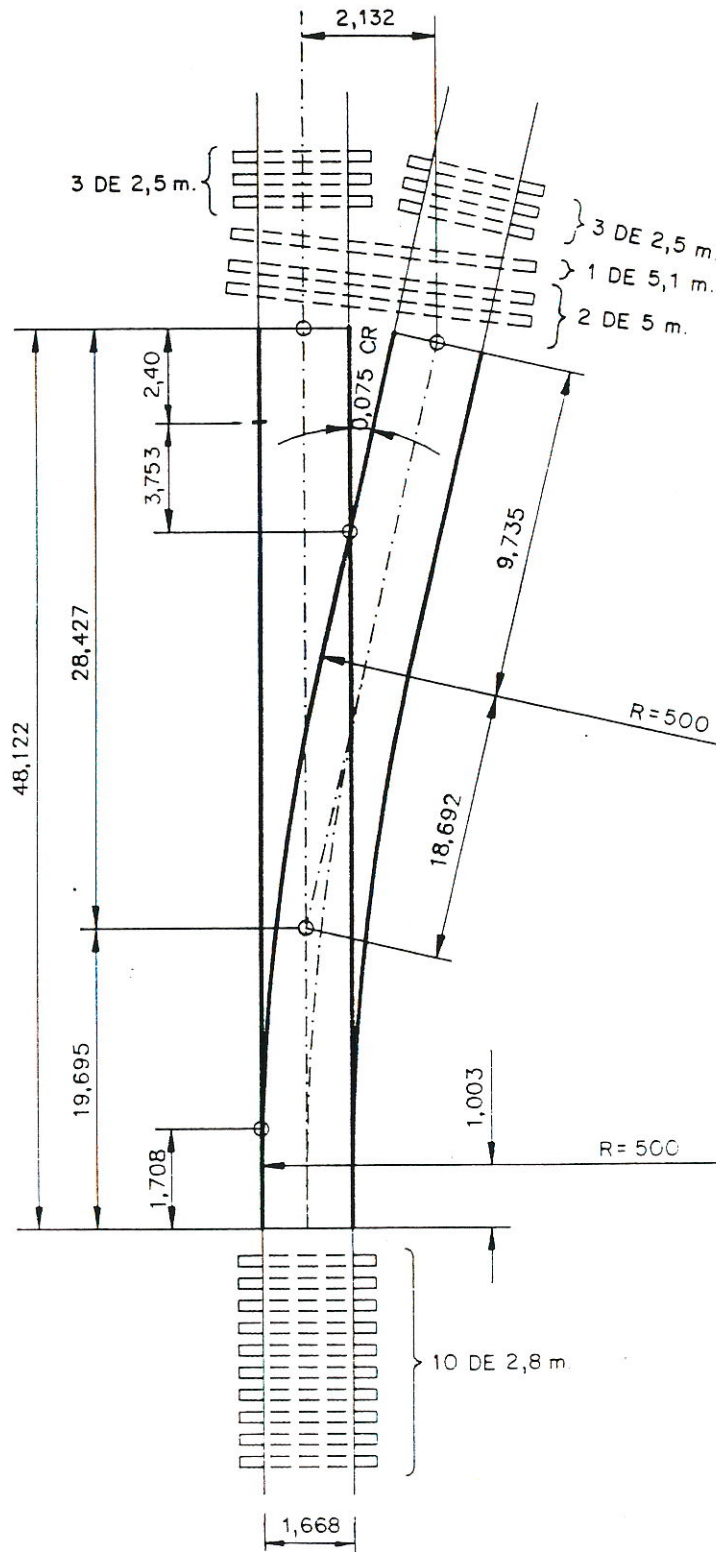 2,132
3 DE 2,5 m.
3 DE 2,5 m.
1 DE 5,1 m.
2 DE 5 m.
2,40
0,075 CR
3,753
9,735
28,427
48,122
R=500
18,692
19,695
1,003
1,708
R= 500
10 DE 2,8 m.
1,668